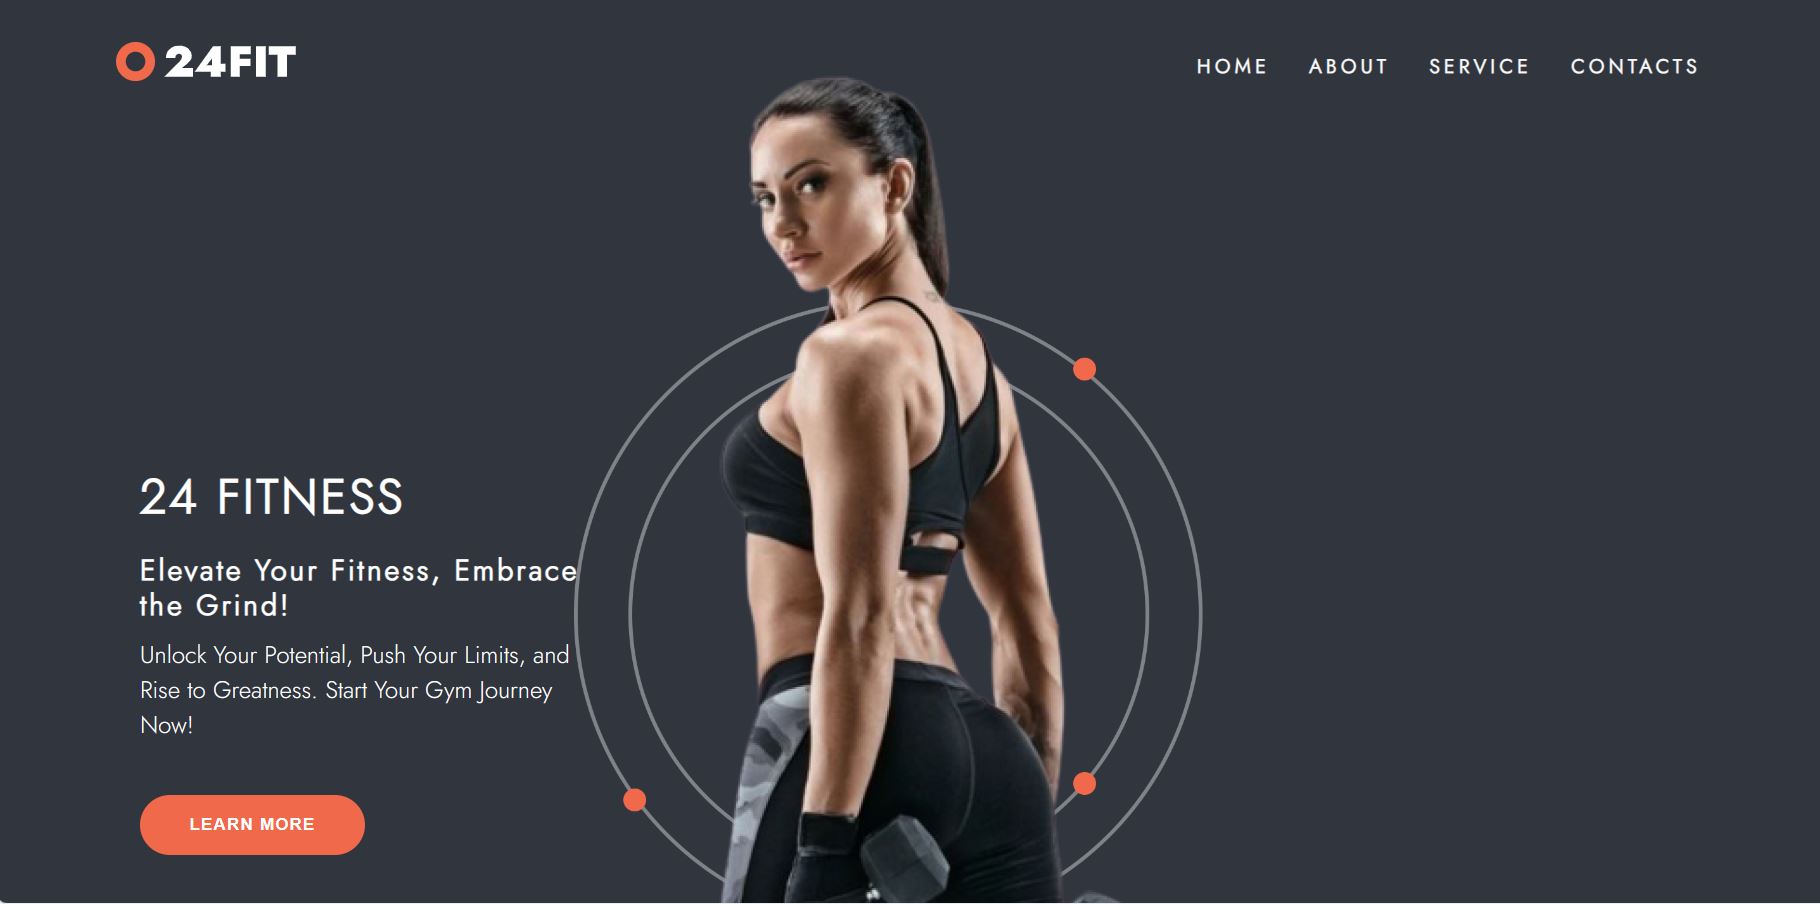 24FIT
HOME ABOUT SERVICE CONTACTS
24 FITNESS
Elevate Your Fitness, Embrace
the Grind!
Unlock Your Potential, Push Your Limits, and
Rise to Greatness. Start Your Gym Journey
Now!
LEARN MORE